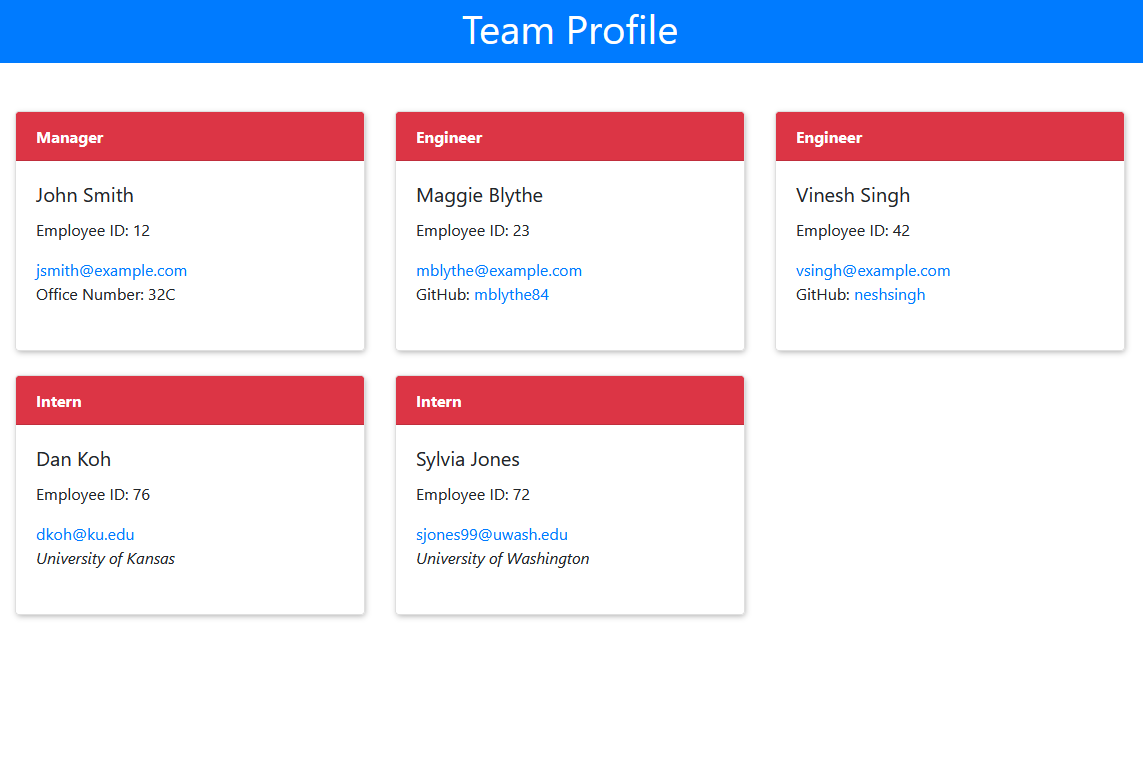 Team Profile
Manager
John Smith
Employee ID: 12
jsmith@example.com
Office Number: 32C
Engineer
Maggie Blythe
Employee ID: 23
mblythe@example.com
GitHub: mblythe84
Engineer
Vinesh Singh
Employee ID: 42
vsingh@example.com
GitHub: neshsingh
Intern
Dan Koh
Employee ID: 76
dkoh@ku.edu
University of Kansas
Intern
Sylvia Jones
Employee ID: 72
sjones99@uwash.edu
University of Washington